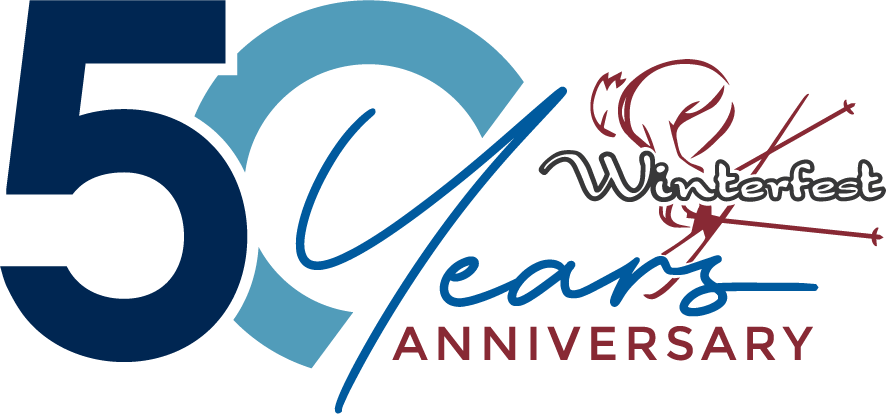 50
Winterfest
Years
ANNIVERSARY